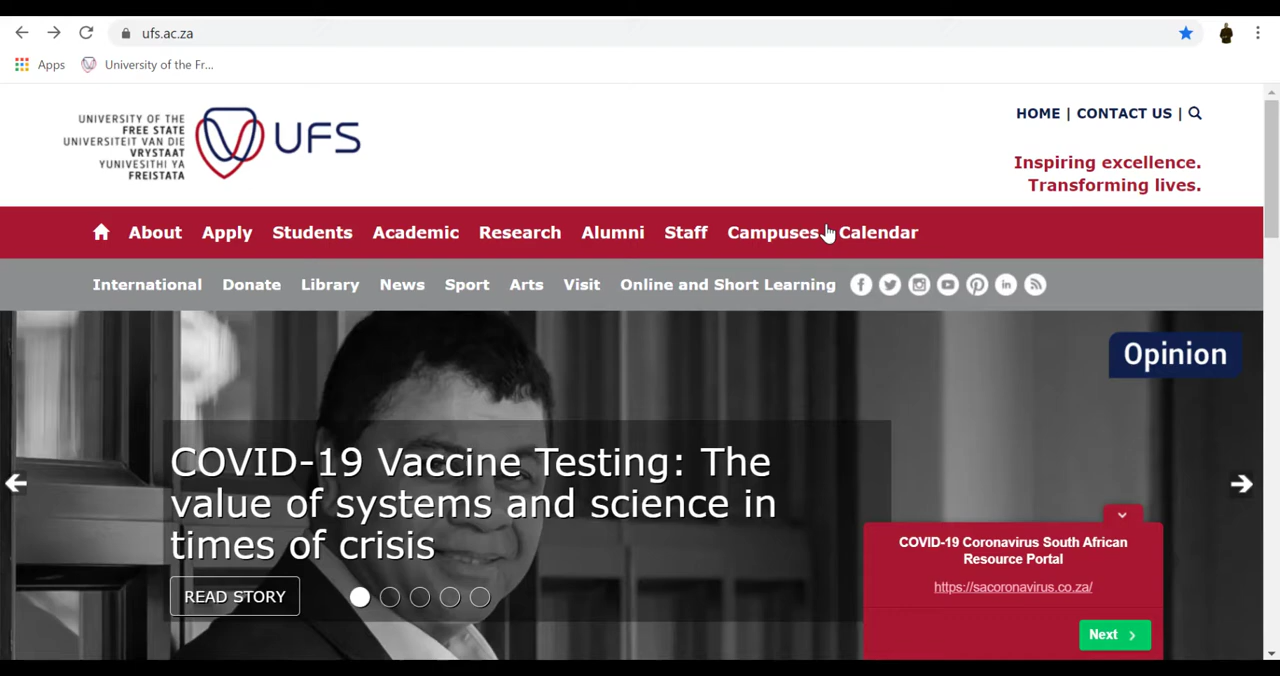 ufs.ac.za
Apps University of the Fr...
UNIVERSITY OF THE
FREE STATE
UNIVERSITEIT VAN DIE
VRYSTAAT
YUNIVESITHI YA
FREISTATA
UFS
HOME | CONTACT US |
Inspiring excellence.
Transforming lives.
About Apply Students Academic Research Alumni Staff Campuses Calendar
International Donate Library News Sport Arts Visit Online and Short Learning
Opinion
COVID-19 Vaccine Testing: The
value of systems and science in
times of crisis
READ STORY
COVID-19 Coronavirus South African
Resource Portal
https://sacoronavirus.co.za/
Next